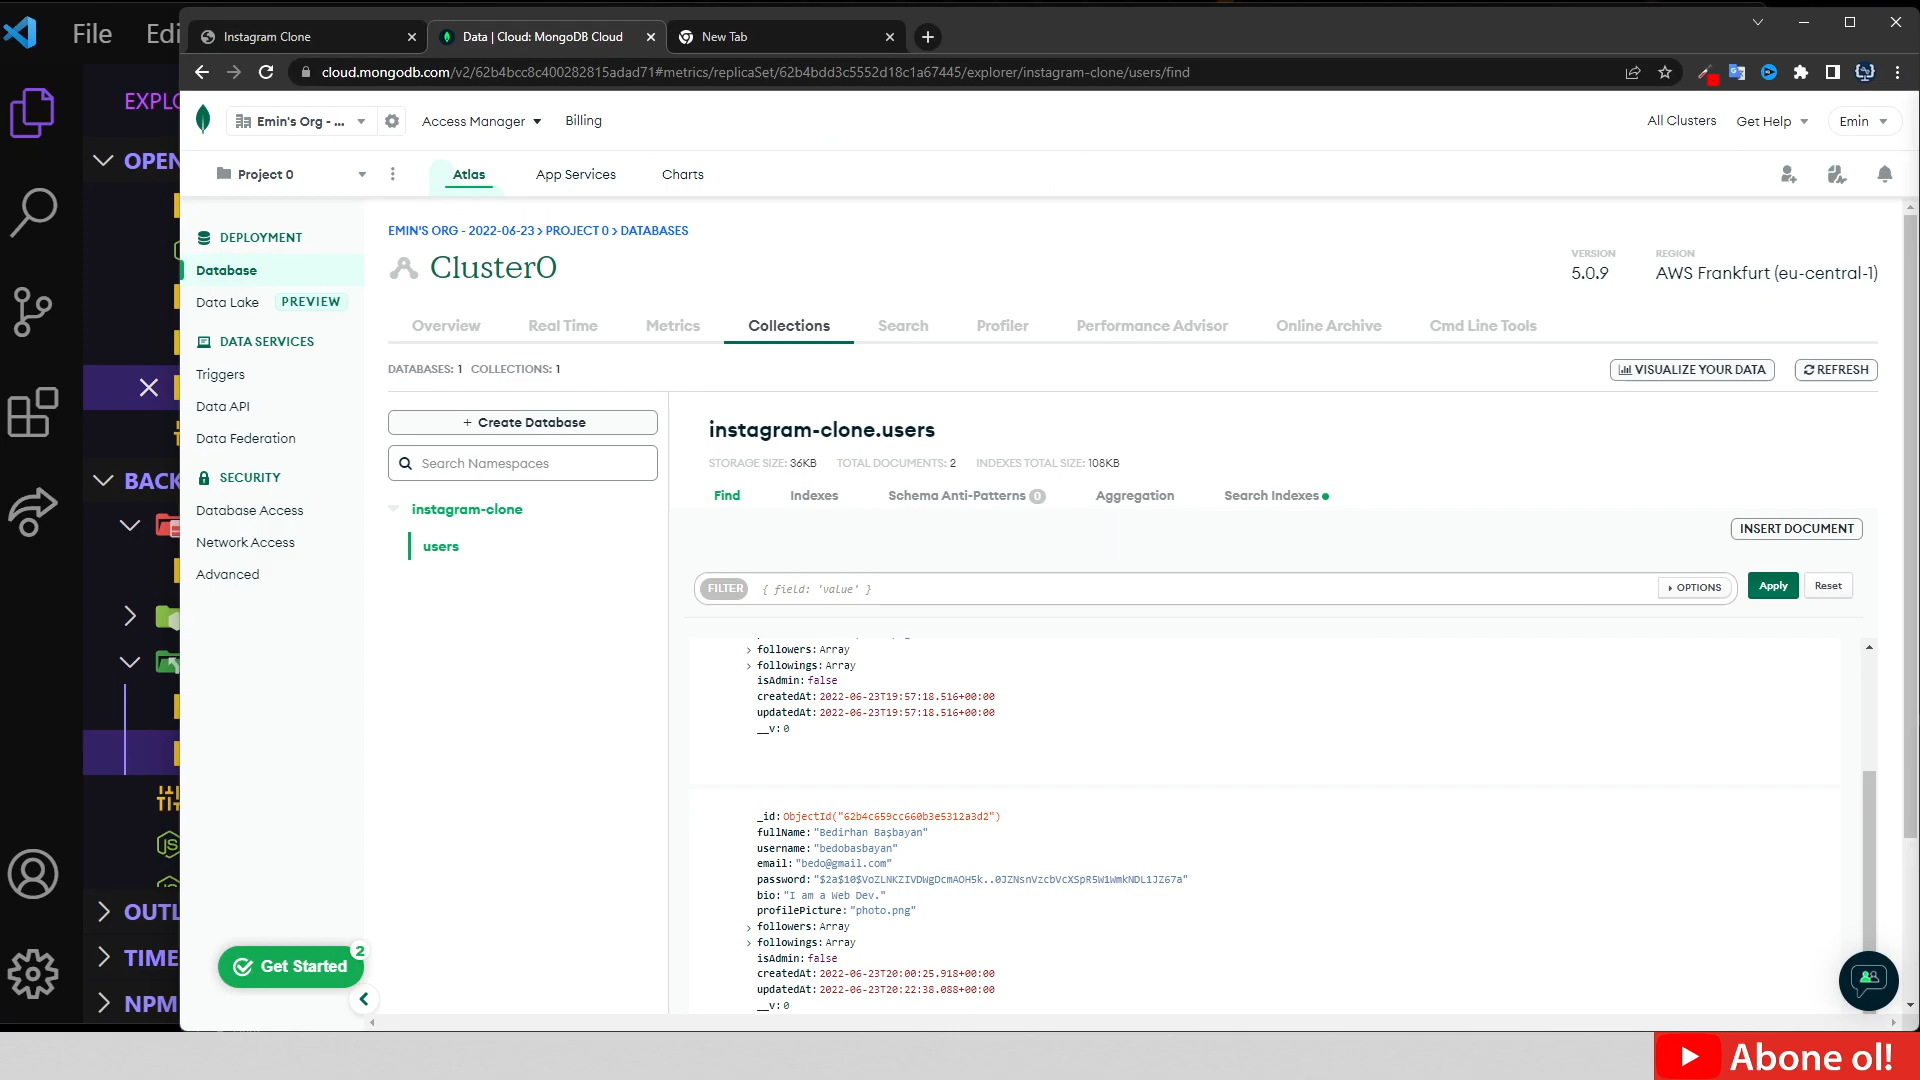 File Edi
Instagram Clone
Data | Cloud: MongoDB Cloud
New Tab
cloud.mongodb.com/v2/62b4bcc8c400282815adad71#metrics/replicaSet/62b4bdd3c5552d18c1a67445/explorer/instagram-clone/users/find
Emin's Org - ...
Access Manager
Billing
All Clusters
Get Help
Emin
Project 0
Atlas
App Services
Charts
EXPLO
OPEN
BACK
OUTL
TIME
NPM
DEPLOYMENT
Database
Data Lake PREVIEW
DATA SERVICES
Triggers
Data API
Data Federation
SECURITY
Database Access
Network Access
Advanced
Get Started
2
EMIN'S ORG - 2022-06-23 > PROJECT 0 > DATABASES
Cluster0
VERSION
5.0.9
REGION
AWS Frankfurt (eu-central-1)
Overview
Real Time
Metrics
Collections
Search
Profiler
Performance Advisor
Online Archive
Cmd Line Tools
DATABASES: 1 COLLECTIONS: 1
VISUALIZE YOUR DATA
REFRESH
+ Create Database
Search Namespaces
instagram-clone
users
instagram-clone.users
STORAGE SIZE: 36KB TOTAL DOCUMENTS: 2 INDEXES TOTAL SIZE: 108KB
Find
Indexes
Schema Anti-Patterns 0
Aggregation
Search Indexes
INSERT DOCUMENT
FILTER { field: 'value' }
OPTIONS
Apply
Reset
followers: Array
followings: Array
isAdmin: false
createdAt: 2022-06-23T19:57:18.516+00:00
updatedAt: 2022-06-23T19:57:18.516+00:00
__v: 0
_id: ObjectId("62b4c659cc660b3e5312a3d2")
fullName: "Bedirhan Başbayan"
username: "bedobasbayan"
email: "bedo@gmail.com"
password: "$2a$10$VoZLNKZIVDWgDcmAOH5k..0JZNsnVzcbVcXSpR5W1WmkNDL1JZ67a"
bio: "I am a Web Dev."
profilePicture: "photo.png"
followers: Array
followings: Array
isAdmin: false
createdAt: 2022-06-23T20:00:25.918+00:00
updatedAt: 2022-06-23T20:22:38.088+00:00
__v: 0
Abone ol!